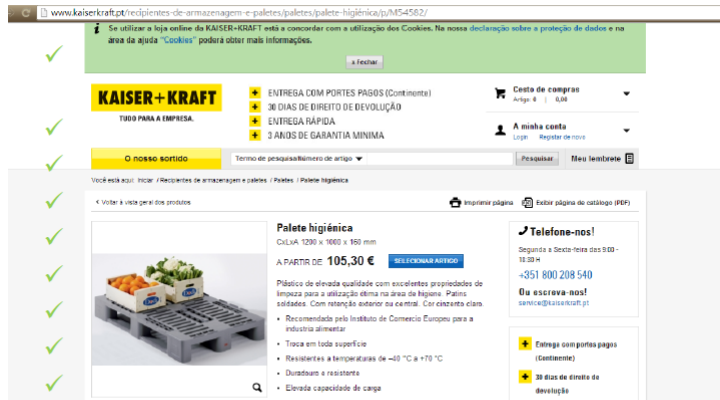 www.kaiserkraft.pt/recipientes-de-armazenagem-e-paletes/paletes/palete-higiénica/p/M54582/
Se utilizar a loja online da KAISER+KRAFT está a concordar com a utilização dos Cookies. Na nossa declaração sobre a proteção de dados e na
área da ajuda "Cookies" poderá obter mais informações.
x Fechar
KAISER+KRAFT
TUDO PARA A EMPRESA.
ENTREGA COM PORTES PAGOS (Continente)
30 DIAS DE DIREITO DE DEVOLUÇÃO
ENTREGA RÁPIDA
3 ANOS DE GARANTIA MINIMA
Cesto de compras
Artigo: 0 | 0,00
A minha conta
Login Registar de novo
O nosso sortido
Termo de pesquisa/Número de artigo
Pesquisar
Meu lembrete
Você está aqui: Iniciar / Recipientes de armazenagem e paletes / Paletes / Palete higiénica
< Voltar à vista geral dos produtos
Imprimir página
Exibir página de catálogo (PDF)
Palete higiénica
CxLxA 1200 x 1000 x 160 mm
A PARTIR DE 105,30 €
SELECIONAR ARTIGO
Plástico de elevada qualidade com excelentes propriedades de
limpeza para a utilização ótima na área de higiene. Patins
soldados. Com retenção exterior ou central. Cor cinzenta claro.
• Recomendada pelo Instituto de Comercio Europeu para a
industria alimentar
• Troca em toda superfície
• Resistentes a temperaturas de –40 °C a +70 °C
• Duradouro e resistente
• Elevada capacidade de carga
Telefone-nos!
Segunda a Sexta-feira das 9:00 -
18:30 H
+351 800 208 540
Ou escreva-nos!
service@kaiserkraft.pt
Entrega com portes pagos
(Continente)
30 dias de direito de
devolução